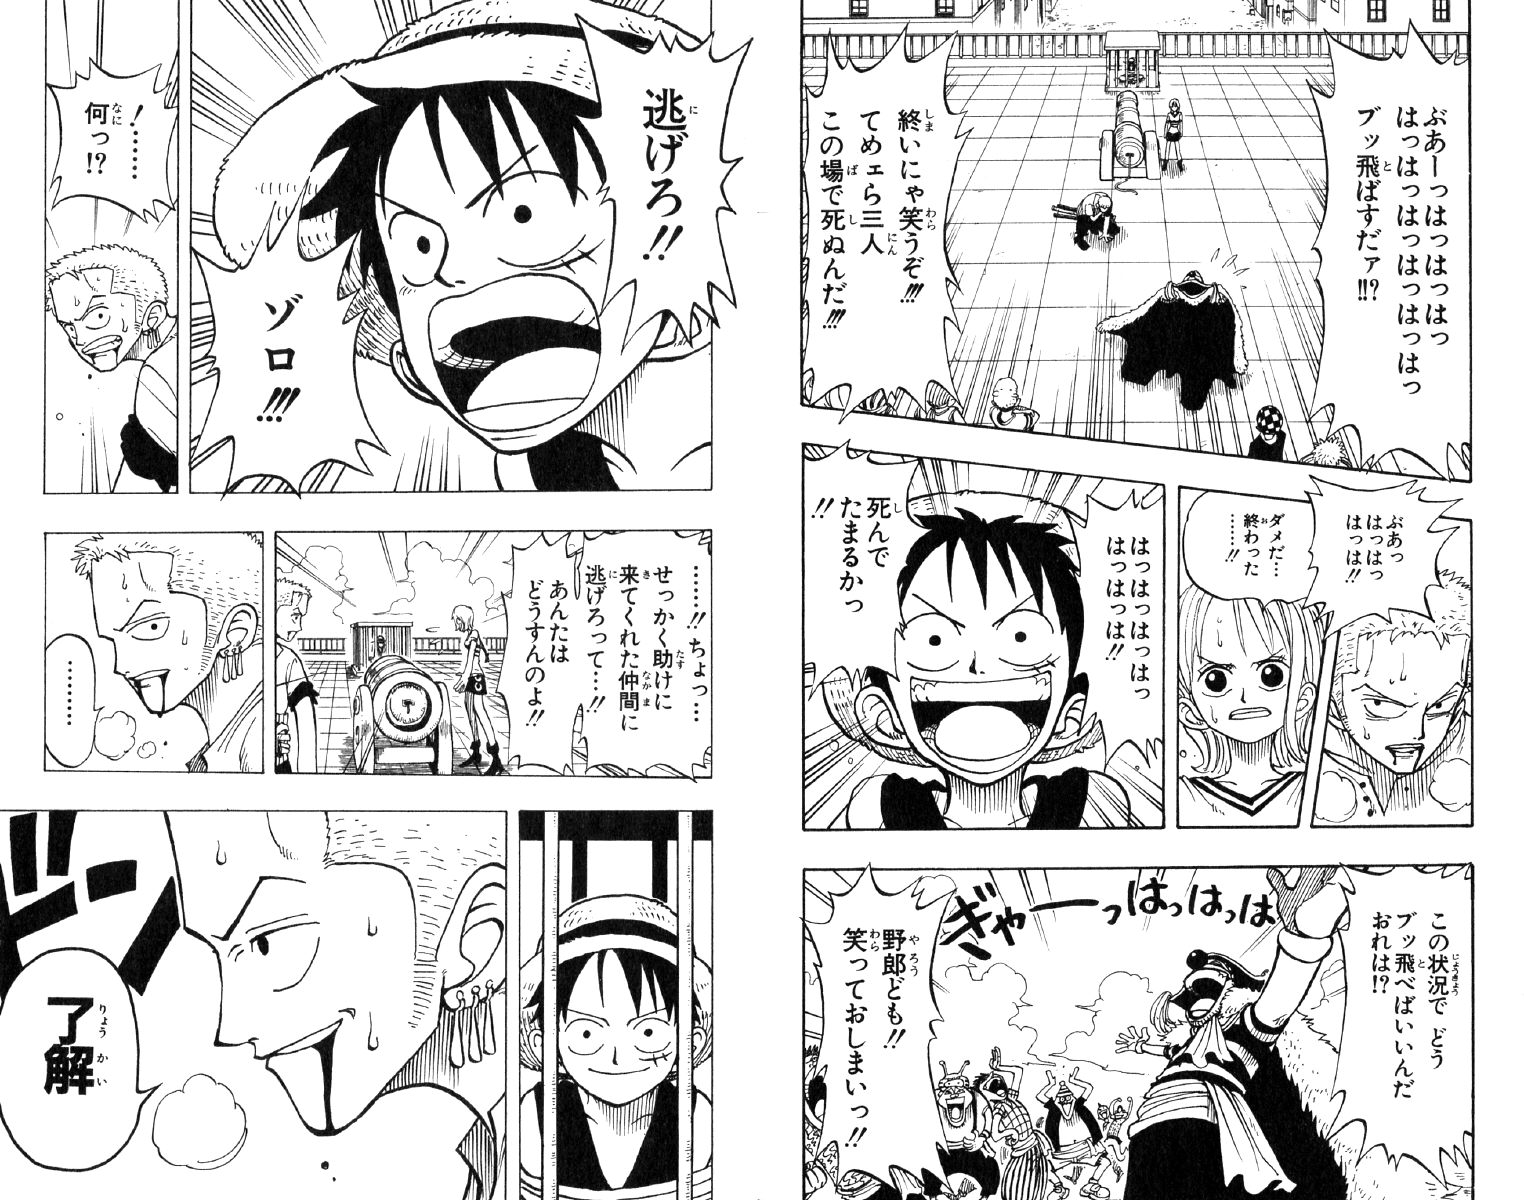 ぶあーっはっはっはっ
はっはっはっはっはっはっ
ブッ飛ばすだァ!!?
終いにゃ笑うぞ!!!!
てめェら三人
この場で死ぬんだ!!!!
ぶあっ
はっはっ
はっは!!
ダメだ…
終わった
……!!
はっはっはっはっ
はっはっはっは!!
死んで
たまるかっ
!!
この状況で どう
ブッ飛べばいいんだ
おれは!?
ぎゃーーっはっはっは
野郎ども!!
笑っておしまいっ!!
逃げろ!!
ゾロ!!!!
!……
何っ!?
……!!ちょっ…
せっかく助けに
来てくれた仲間に
逃げろって…!!
あんたは
どうすんのよ!!
………
ドン
了解